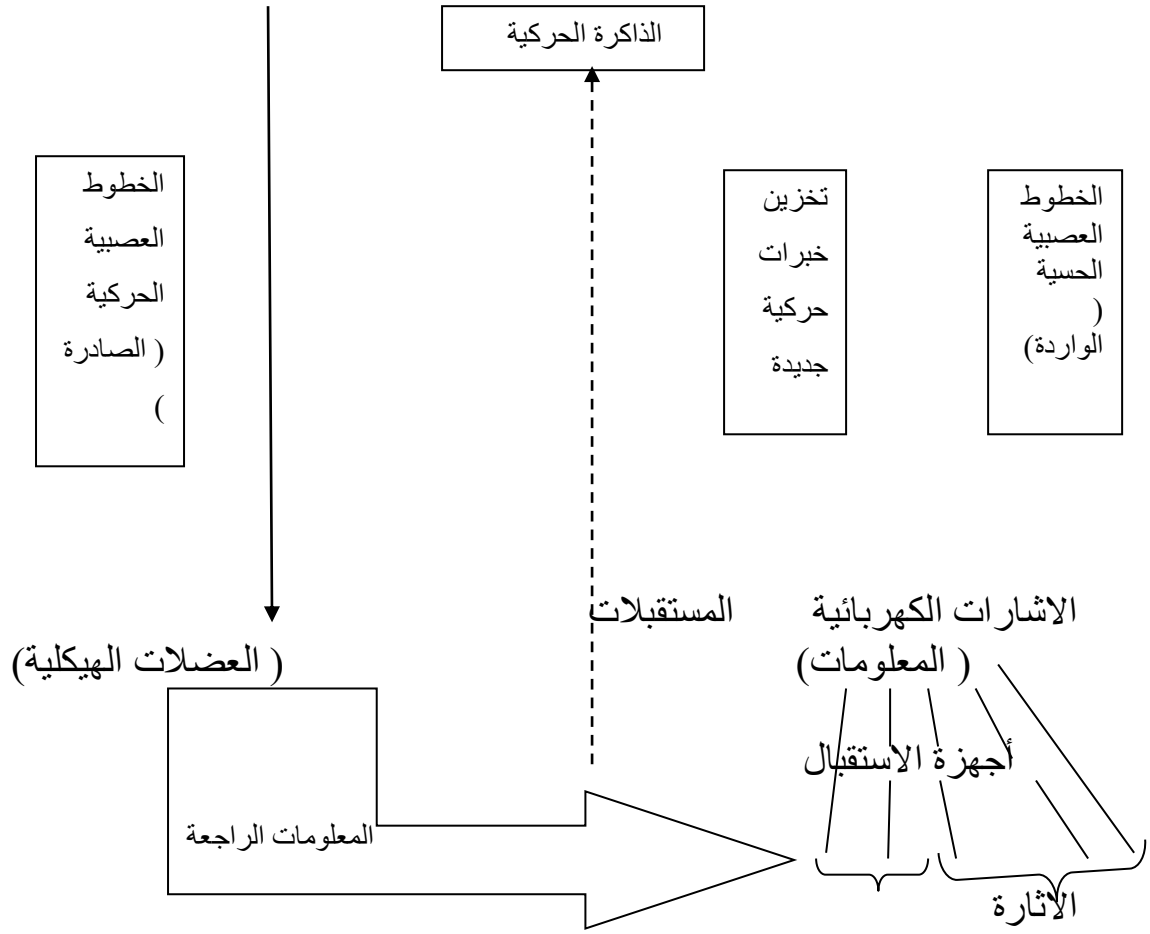 الذاكرة الحركية
الخطوط
العصبية
الحسية
(
الواردة)
تخزين
خبرات
حركية
جديدة
الخطوط
العصبية
الحركية
( الصادرة
)
الاشارات الكهربائية
( المعلومات)
المستقبلات
( العضلات الهيكلية)
أجهزة الاستقبال
المعلومات الراجعة
الاثارة